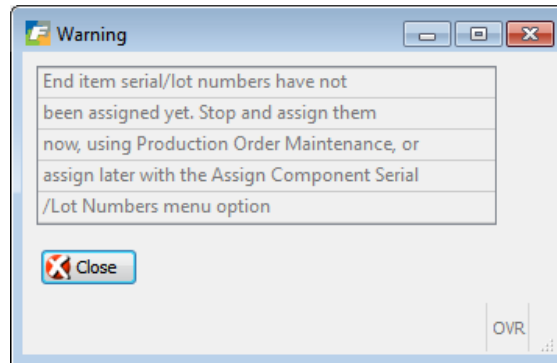 Warning
End item serial/lot numbers have not
been assigned yet. Stop and assign them
now, using Production Order Maintenance, or
assign later with the Assign Component Serial
/Lot Numbers menu option
Close
OVR